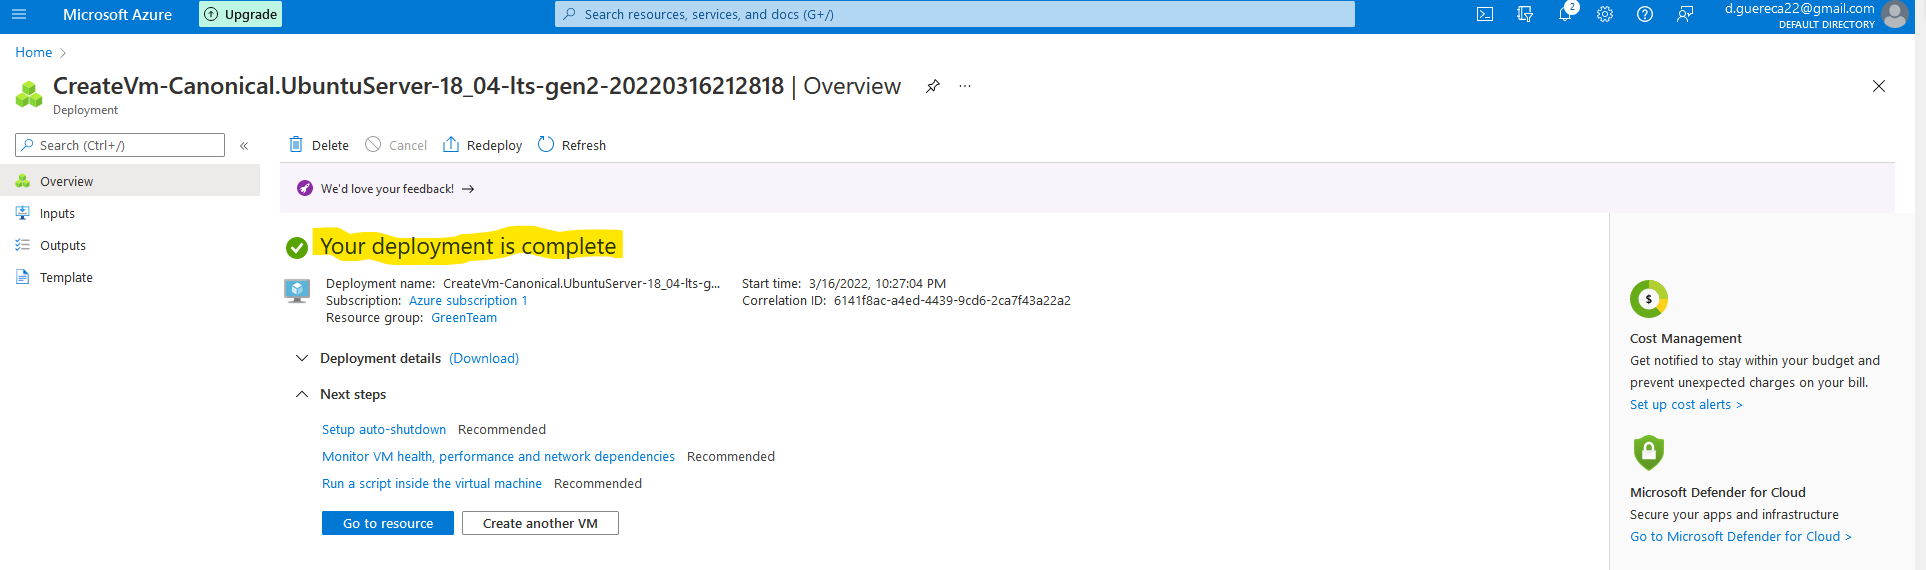 Microsoft Azure
Upgrade
Search resources, services, and docs (G+/)
2
d.guereca22@gmail.com
DEFAULT DIRECTORY
Home >
CreateVm-Canonical.UbuntuServer-18_04-lts-gen2-20220316212818 | Overview
Deployment
Search (Ctrl+/)
«
Delete
Cancel
Redeploy
Refresh
Overview
Inputs
Outputs
Template
We'd love your feedback! →
Your deployment is complete
Deployment name: CreateVm-Canonical.UbuntuServer-18_04-lts-g...
Subscription: Azure subscription 1
Resource group: GreenTeam
Start time: 3/16/2022, 10:27:04 PM
Correlation ID: 6141f8ac-a4ed-4439-9cd6-2ca7f43a22a2
Deployment details (Download)
Next steps
Setup auto-shutdown Recommended
Monitor VM health, performance and network dependencies Recommended
Run a script inside the virtual machine Recommended
Go to resource
Create another VM
$
Cost Management
Get notified to stay within your budget and
prevent unexpected charges on your bill.
Set up cost alerts >
Microsoft Defender for Cloud
Secure your apps and infrastructure
Go to Microsoft Defender for Cloud >